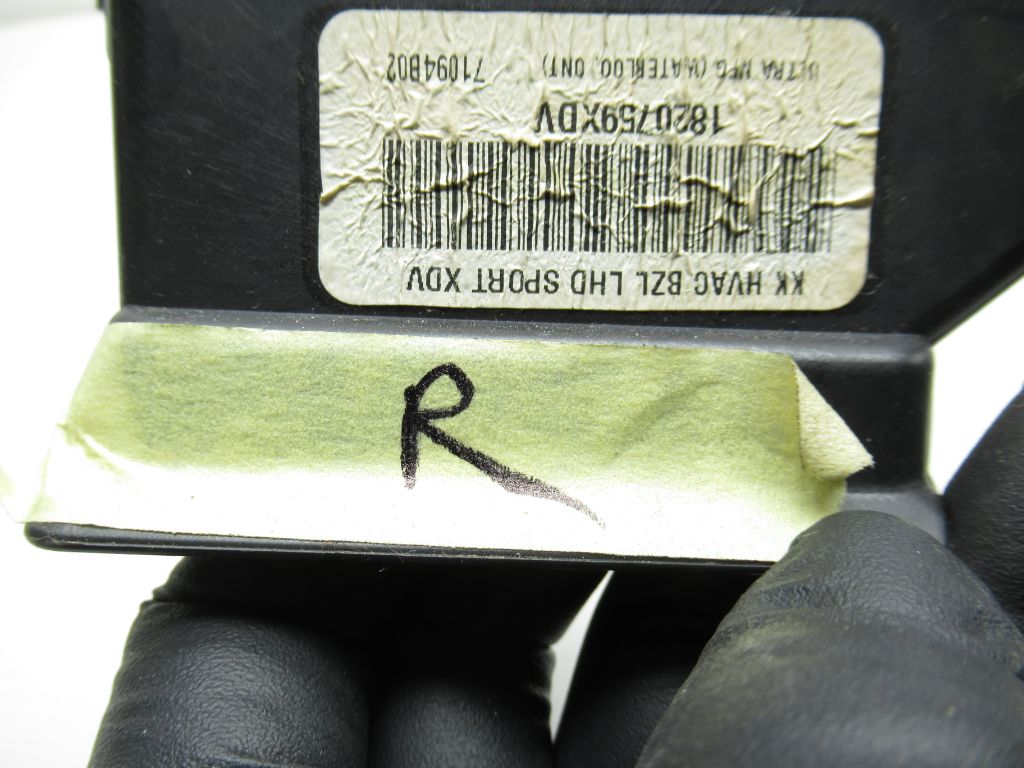 KK HVAC BZL LHD SPORT XDV
1820759XDV
ULTRA MFG (WATERLOO, ONT) 71094B02
R